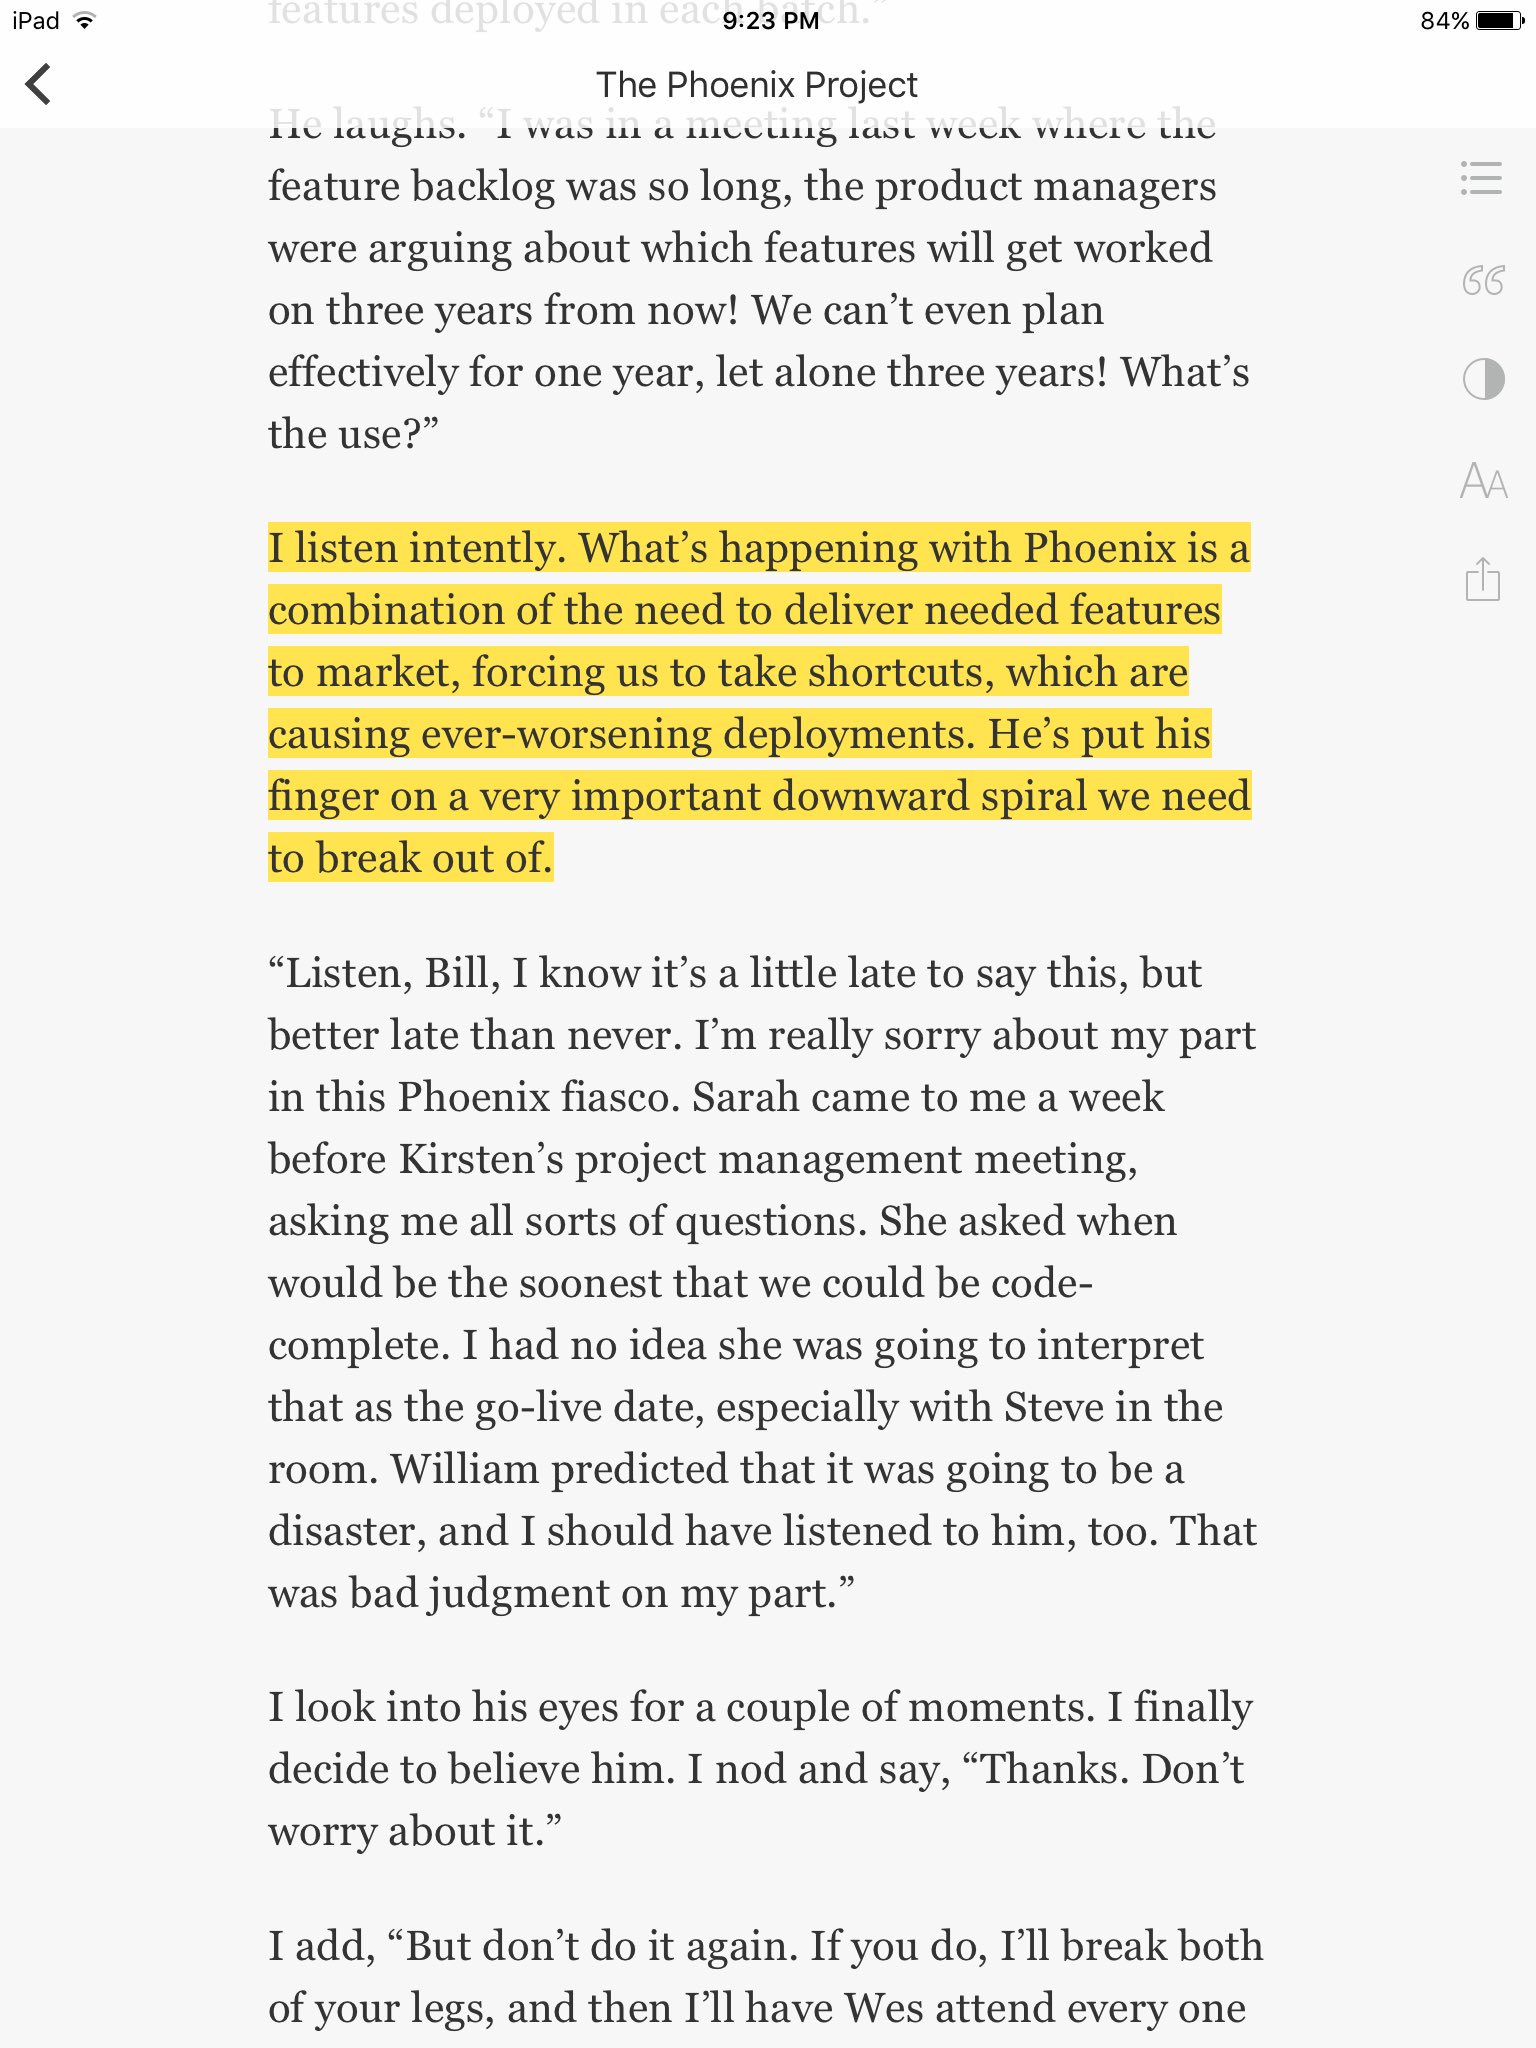 features deployed in each batch.”
iPad 9:23 PM 84%
The Phoenix Project
He laughs. “I was in a meeting last week where the
feature backlog was so long, the product managers
were arguing about which features will get worked
on three years from now! We can’t even plan
effectively for one year, let alone three years! What’s
the use?”
I listen intently. What’s happening with Phoenix is a
combination of the need to deliver needed features
to market, forcing us to take shortcuts, which are
causing ever-worsening deployments. He’s put his
finger on a very important downward spiral we need
to break out of.
“Listen, Bill, I know it’s a little late to say this, but
better late than never. I’m really sorry about my part
in this Phoenix fiasco. Sarah came to me a week
before Kirsten’s project management meeting,
asking me all sorts of questions. She asked when
would be the soonest that we could be code-
complete. I had no idea she was going to interpret
that as the go-live date, especially with Steve in the
room. William predicted that it was going to be a
disaster, and I should have listened to him, too. That
was bad judgment on my part.”
I look into his eyes for a couple of moments. I finally
decide to believe him. I nod and say, “Thanks. Don’t
worry about it.”
I add, “But don’t do it again. If you do, I’ll break both
of your legs, and then I’ll have Wes attend every one
AA